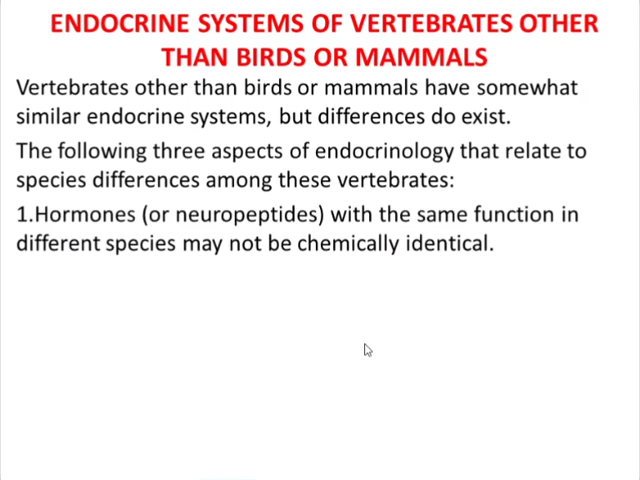 ENDOCRINE SYSTEMS OF VERTEBRATES OTHER
THAN BIRDS OR MAMMALS
Vertebrates other than birds or mammals have somewhat
similar endocrine systems, but differences do exist.
The following three aspects of endocrinology that relate to
species differences among these vertebrates:
1.Hormones (or neuropeptides) with the same function in
different species may not be chemically identical.